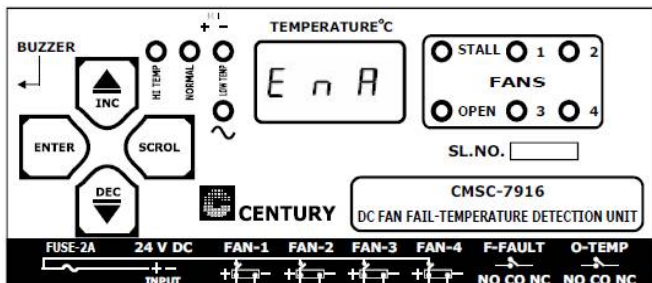 TEMPERATURE°C
+ -
BUZZER
HI TEMP
NORMAL
LOW TEMP
INC
ENTER
SCROL
DEC
E n A
STALL 1 2
FANS
OPEN 3 4
SL.NO.
CENTURY
CMSC-7916
DC FAN FAIL-TEMPERATURE DETECTION UNIT
FUSE-2A 24 V DC FAN-1 FAN-2 FAN-3 FAN-4 F-FAULT O-TEMP
+ - + - + - + - + -
INPUT NO CO NC NO CO NC